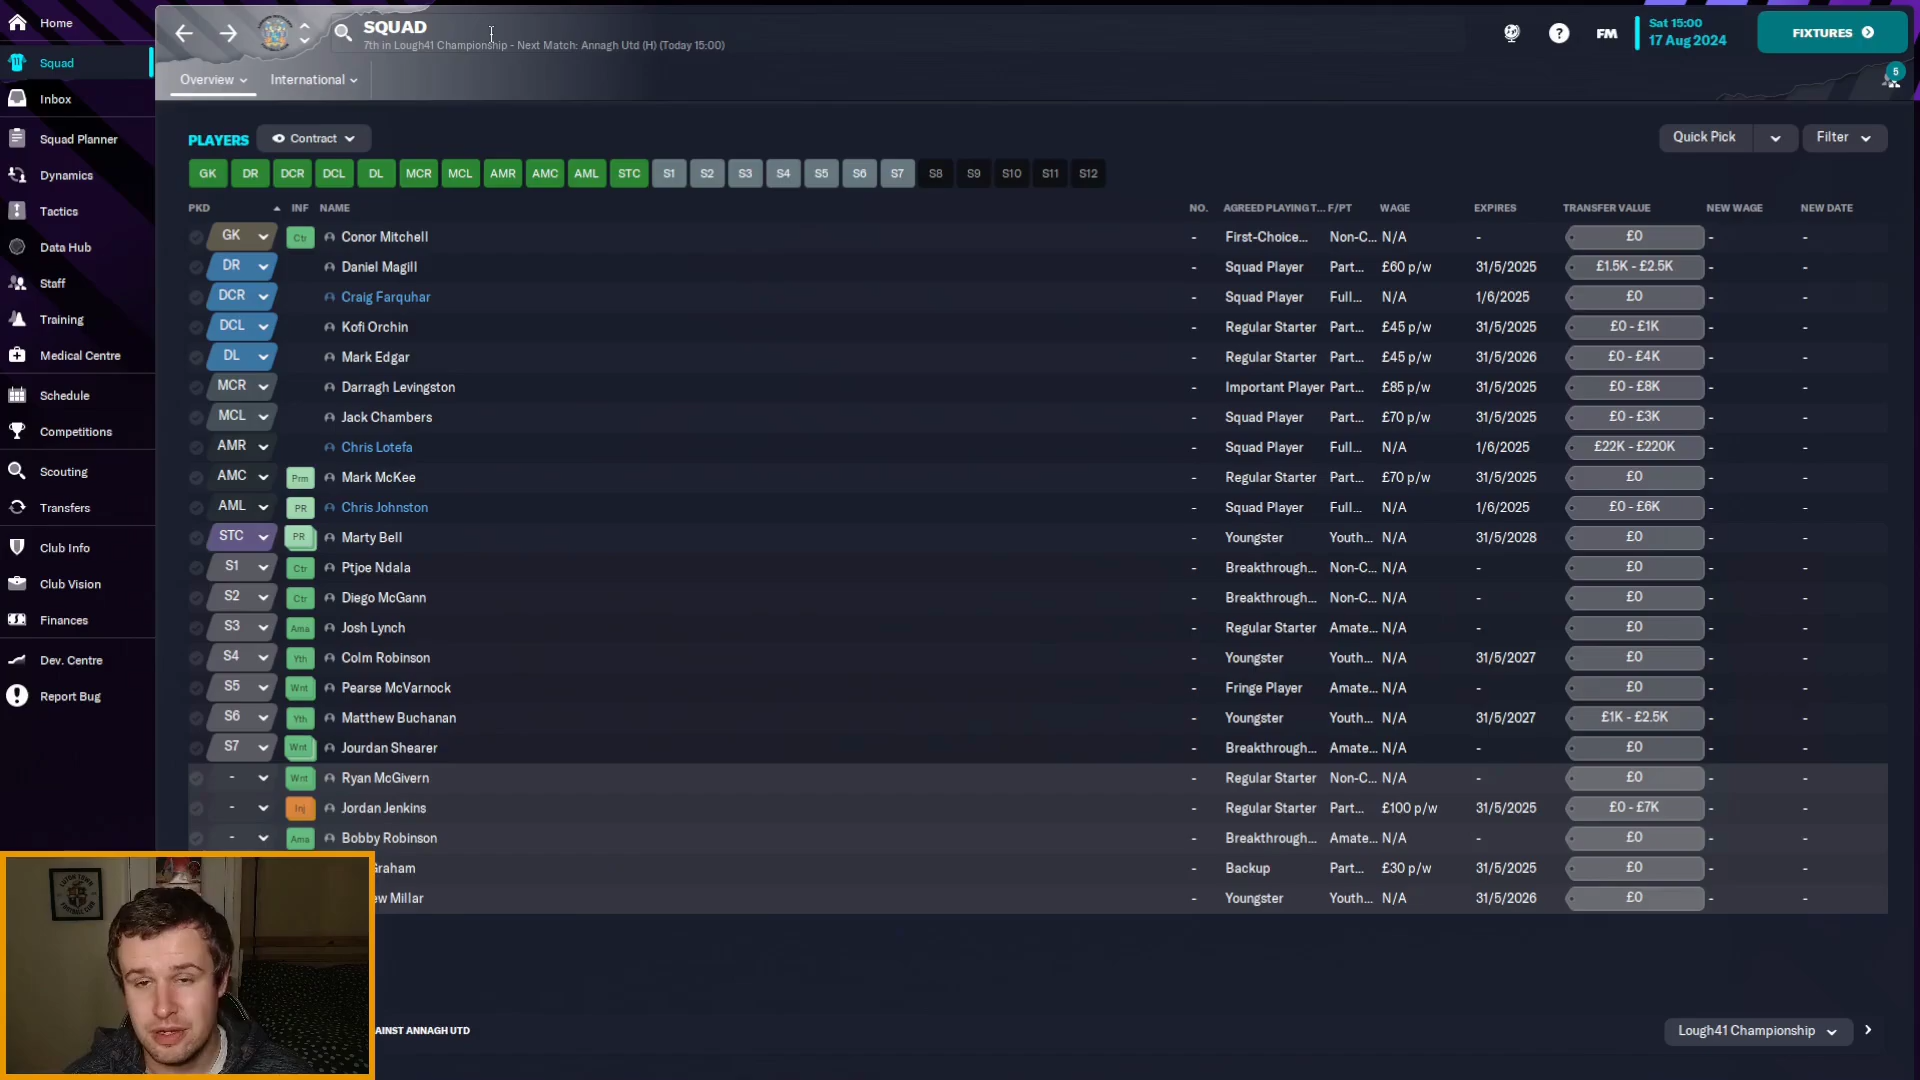 Home
Squad
Inbox
Squad Planner
Dynamics
Tactics
Data Hub
Staff
Training
Medical Centre
Schedule
Competitions
Scouting
Transfers
Club Info
Club Vision
Finances
Dev. Centre
Report Bug
SQUAD
7th in Lough41 Championship - Next Match: Annagh Utd (H) (Today 15:00)
FM
Sat 15:00
17 Aug 2024
FIXTURES
5
Overview
International
PLAYERS
Contract
Quick Pick
Filter
GK DR DCR DCL DL MCR MCL AMR AMC AML STC S1 S2 S3 S4 S5 S6 S7 S8 S9 S10 S11 S12
PKD INF NAME NO. AGREED PLAYING T... F/PT WAGE EXPIRES TRANSFER VALUE NEW WAGE NEW DATE
GK Ctr Conor Mitchell - First-Choice... Non-C... N/A - £0 - -
DR Daniel Magill - Squad Player Part... £60 p/w 31/5/2025 £1.5K - £2.5K - -
DCR Craig Farquhar - Squad Player Full... N/A 1/6/2025 £0 - -
DCL Kofi Orchin - Regular Starter Part... £45 p/w 31/5/2025 £0 - £1K - -
DL Mark Edgar - Regular Starter Part... £45 p/w 31/5/2026 £0 - £4K - -
MCR Darragh Levingston - Important Player Part... £85 p/w 31/5/2025 £0 - £8K - -
MCL Jack Chambers - Squad Player Part... £70 p/w 31/5/2025 £0 - £3K - -
AMR Chris Lotefa - Squad Player Full... N/A 1/6/2025 £22K - £220K - -
AMC Prm Mark McKee - Regular Starter Part... £70 p/w 31/5/2025 £0 - -
AML PR Chris Johnston - Squad Player Full... N/A 1/6/2025 £0 - £6K - -
STC PR Marty Bell - Youngster Youth... N/A 31/5/2028 £0 - -
S1 Ctr Ptjoe Ndala - Breakthrough... Non-C... N/A - £0 - -
S2 Ctr Diego McGann - Breakthrough... Non-C... N/A - £0 - -
S3 Ama Josh Lynch - Regular Starter Amate... N/A - £0 - -
S4 Yth Colm Robinson - Youngster Youth... N/A 31/5/2027 £0 - -
S5 Wnt Pearse McVarnock - Fringe Player Amate... N/A - £0 - -
S6 Yth Matthew Buchanan - Youngster Youth... N/A 31/5/2027 £1K - £2.5K - -
S7 Wnt Jourdan Shearer - Breakthrough... Amate... N/A - £0 - -
- Wnt Ryan McGivern - Regular Starter Non-C... N/A - £0 - -
- Inj Jordan Jenkins - Regular Starter Part... £100 p/w 31/5/2025 £0 - £7K - -
- Ama Bobby Robinson - Breakthrough... Amate... N/A - £0 - -
Graham - Backup Part... £30 p/w 31/5/2025 £0 - -
ew Millar - Youngster Youth... N/A 31/5/2026 £0 - -
AINST ANNAGH UTD
Lough41 Championship
LUTON TOWN